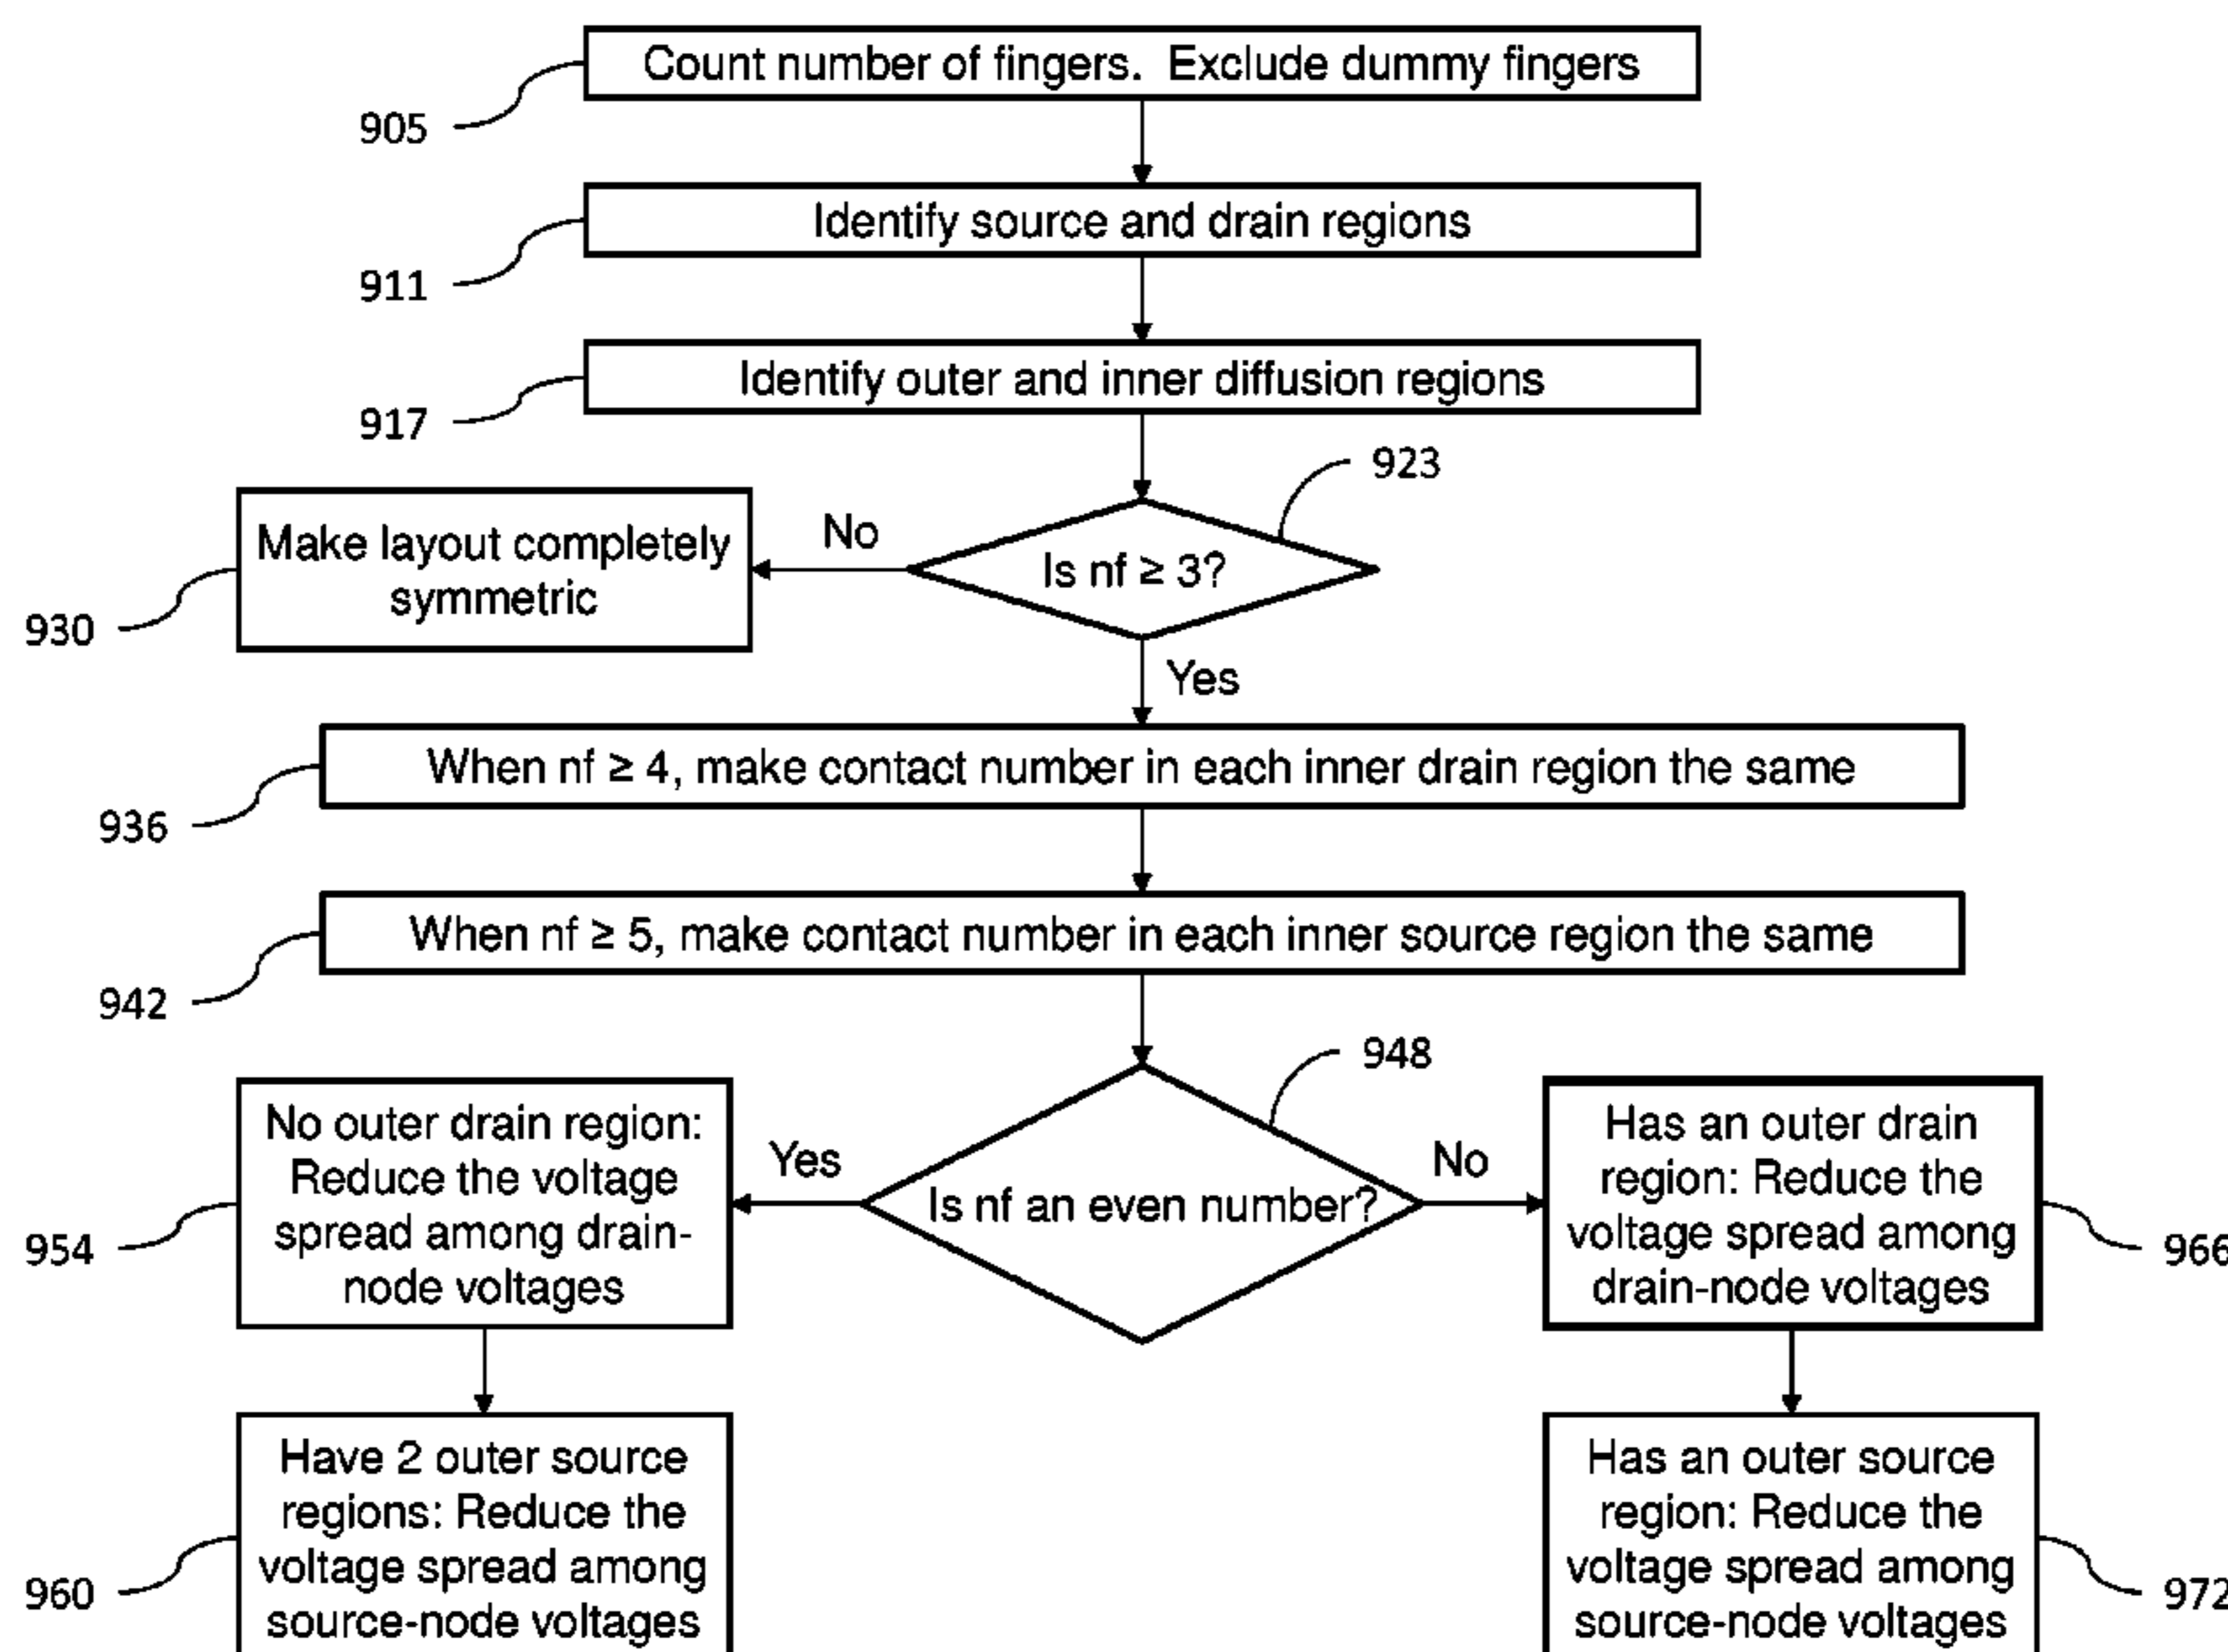 Count number of fingers.  Exclude dummy fingers
905
Identify source and drain regions
911
Identify outer and inner diffusion regions
917
923
Is nf ≥ 3?
No
Make layout completely
symmetric
930
Yes
When nf ≥ 4, make contact number in each inner drain region the same
936
When nf ≥ 5, make contact number in each inner source region the same
942
948
Is nf an even number?
Yes
No outer drain region:
Reduce the voltage
spread among drain-
node voltages
954
No
Has an outer drain
region: Reduce the
voltage spread among
drain-node voltages
966
Have 2 outer source
regions: Reduce the
voltage spread among
source-node voltages
960
Has an outer source
region: Reduce the
voltage spread among
source-node voltages
972